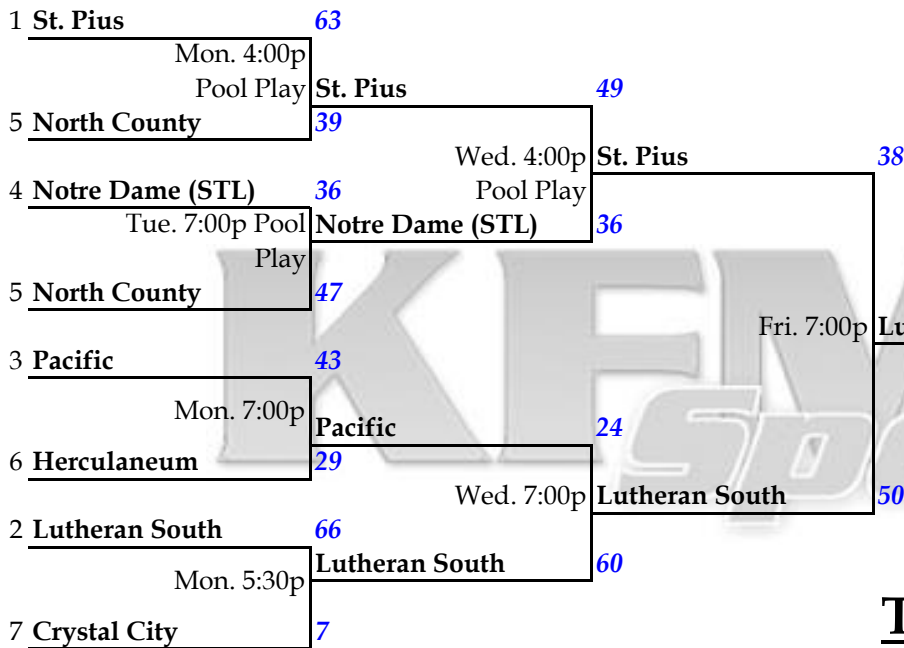 1 St. Pius 63
Mon. 4:00p
Pool Play St. Pius 49
5 North County 39
Wed. 4:00p St. Pius 38
4 Notre Dame (STL) 36 Pool Play
Tue. 7:00p Pool Notre Dame (STL) 36
Play
5 North County 47
Fri. 7:00p Lu
3 Pacific 43
Mon. 7:00p
Pacific 24
6 Herculaneum 29
Wed. 7:00p Lutheran South 50
2 Lutheran South 66
Lutheran South 60
Mon. 5:30p
7 Crystal City 7
T
KFM
Spo